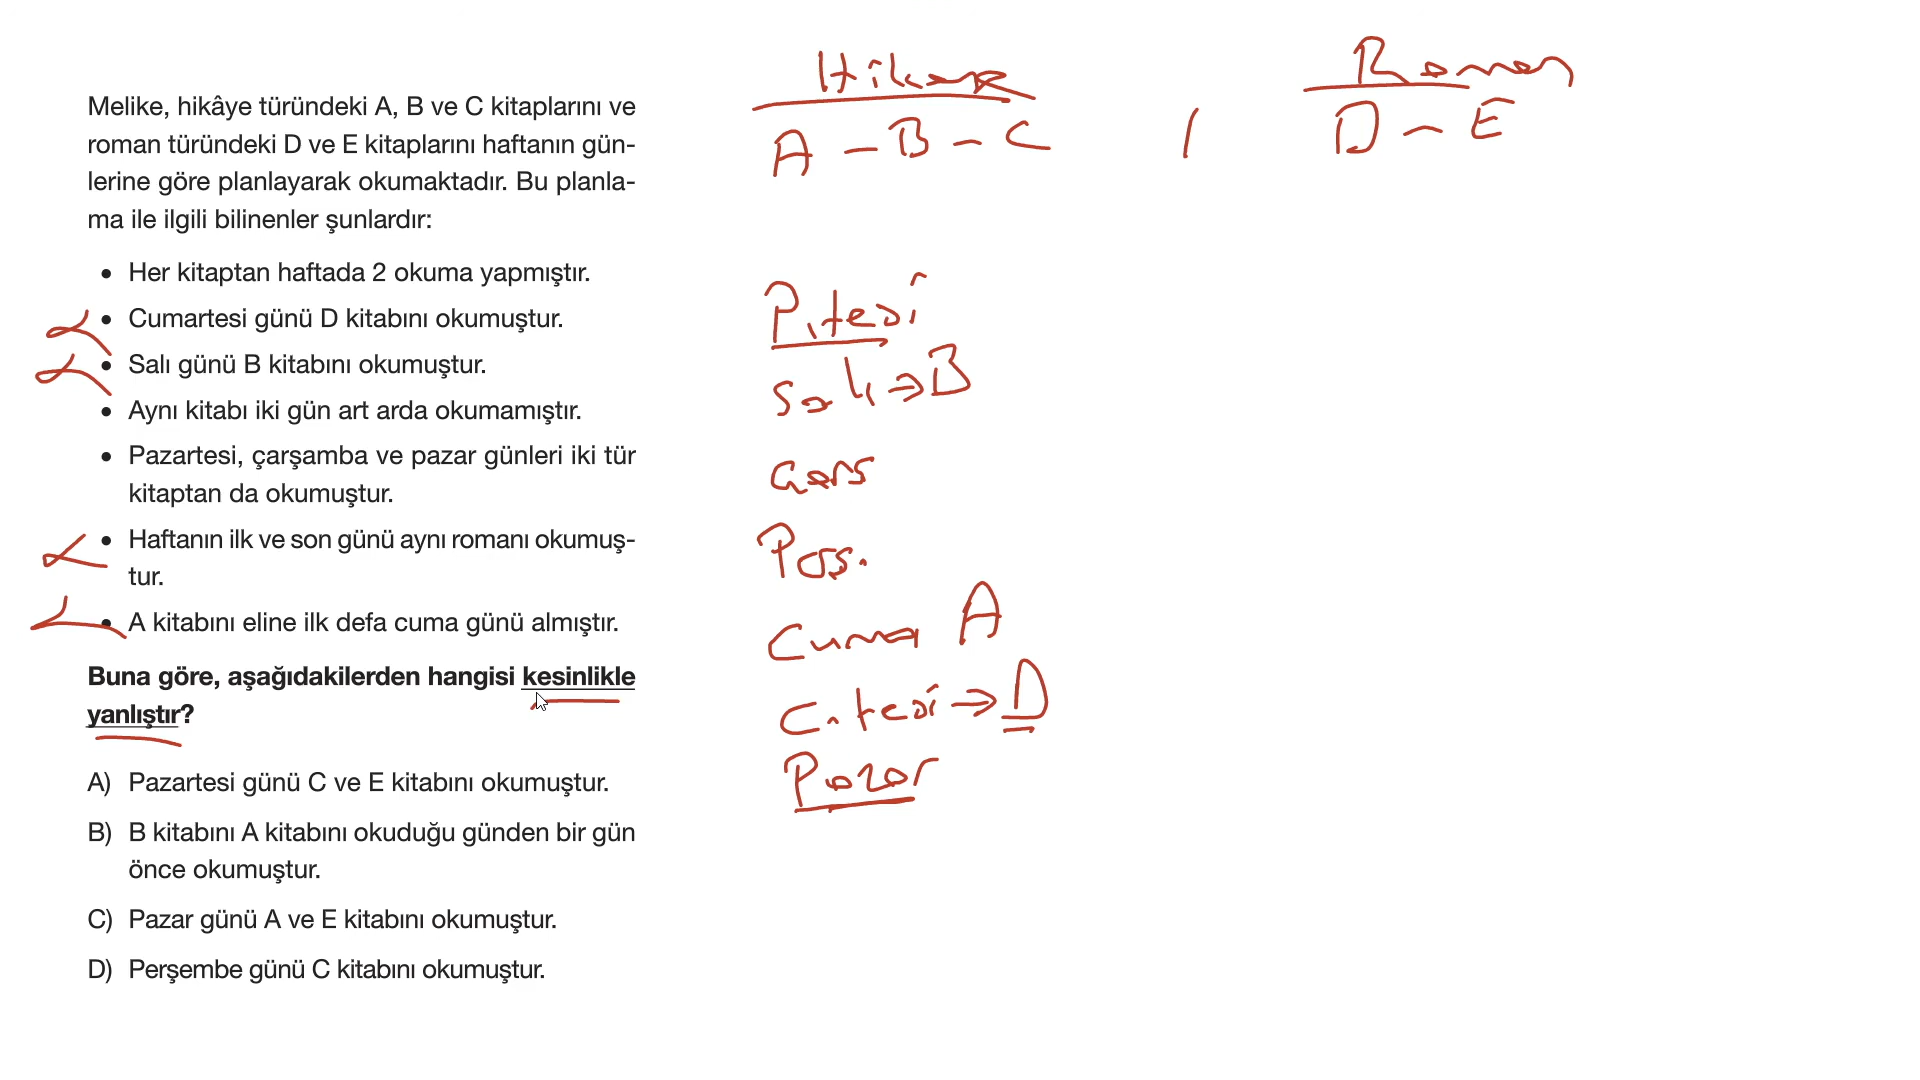 Melike, hikâye türündeki A, B ve C kitaplarını ve
roman türündeki D ve E kitaplarını haftanın gün-
lerine göre planlayarak okumaktadır. Bu planla-
ma ile ilgili bilinenler şunlardır:
• Her kitaptan haftada 2 okuma yapmıştır.
• Cumartesi günü D kitabını okumuştur.
• Salı günü B kitabını okumuştur.
• Aynı kitabı iki gün art arda okumamıştır.
• Pazartesi, çarşamba ve pazar günleri iki tür
kitaptan da okumuştur.
• Haftanın ilk ve son günü aynı romanı okumuş-
tur.
• A kitabını eline ilk defa cuma günü almıştır.
Buna göre, aşağıdakilerden hangisi kesinlikle
yanlıştır?
A) Pazartesi günü C ve E kitabını okumuştur.
B) B kitabını A kitabını okuduğu günden bir gün
önce okumuştur.
C) Pazar günü A ve E kitabını okumuştur.
D) Perşembe günü C kitabını okumuştur.
Hikaye
A - B - C
Roman
D - E
P.tesi
Salı ⇒ B
Çarş
Perş.
Cuma A
C.tesi ⇒ D
Pazar